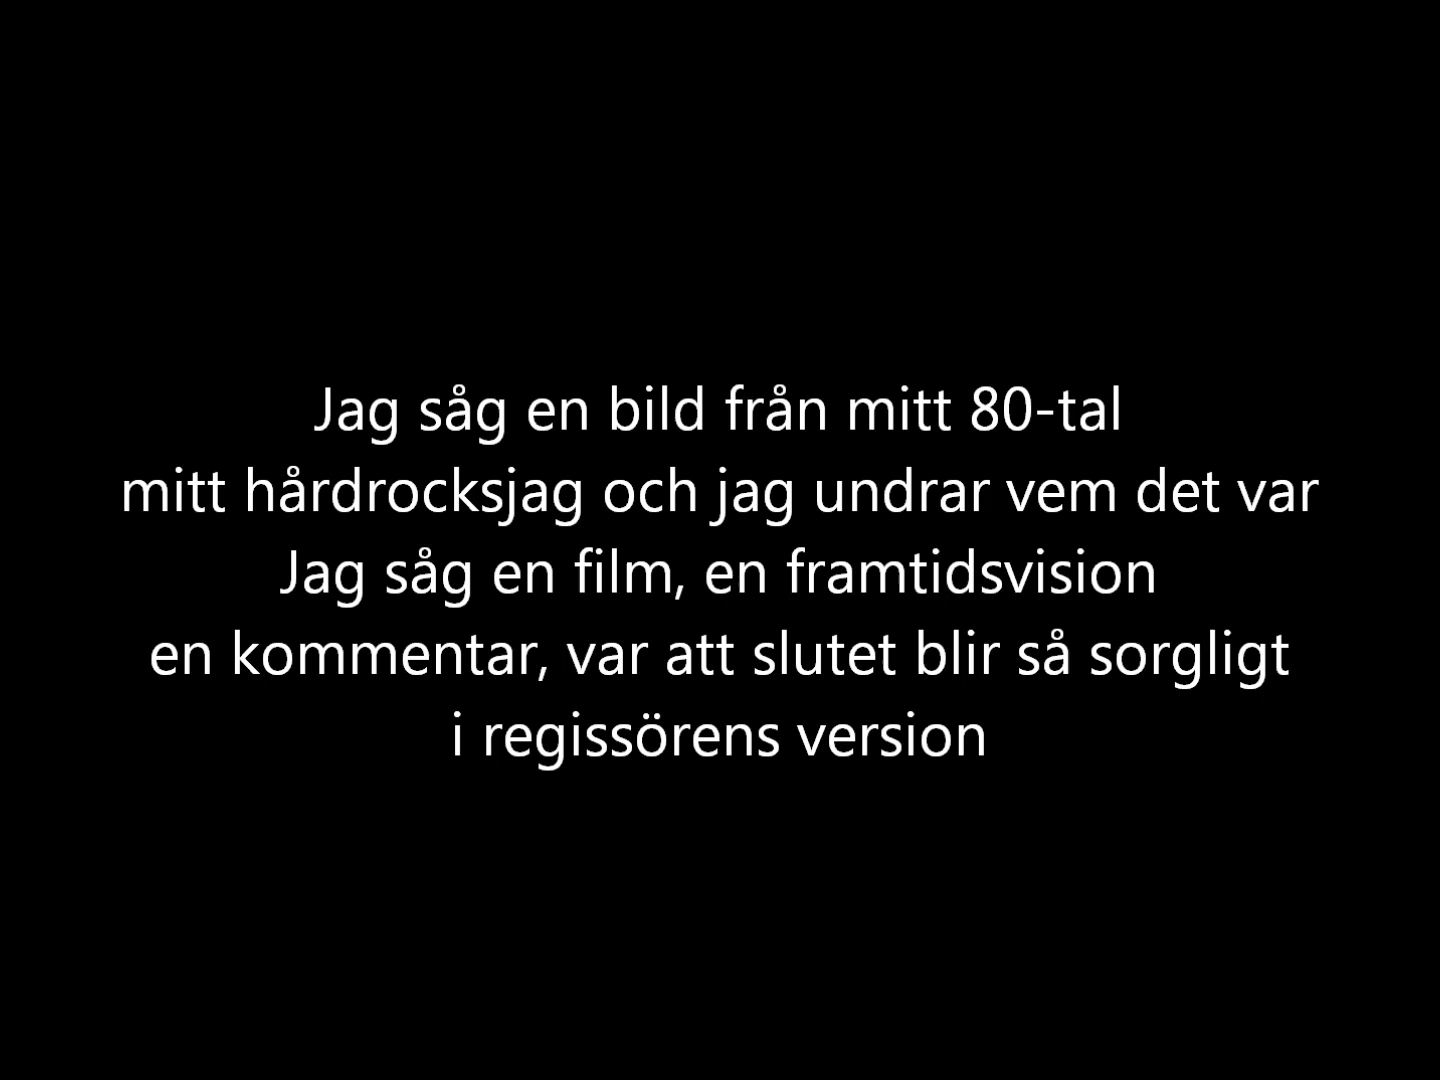 Jag såg en bild från mitt 80-tal
mitt hårdrocksjag och jag undrar vem det var
Jag såg en film, en framtidsvision
en kommentar, var att slutet blir så sorgligt
i regissörens version